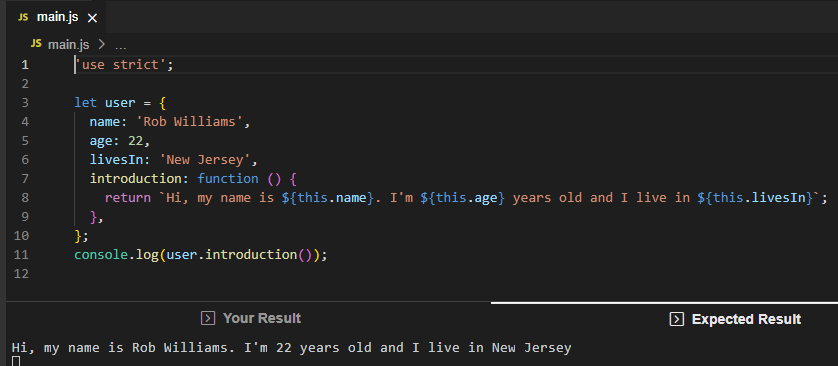 JS main.js ×
JS main.js > ...
1 'use strict';
2
3 let user = {
4   name: 'Rob Williams',
5   age: 22,
6   livesIn: 'New Jersey',
7   introduction: function () {
8     return `Hi, my name is ${this.name}. I'm ${this.age} years old and I live in ${this.livesIn}`;
9   },
10 };
11 console.log(user.introduction());
12
Your Result
Expected Result
Hi, my name is Rob Williams. I'm 22 years old and I live in New Jersey